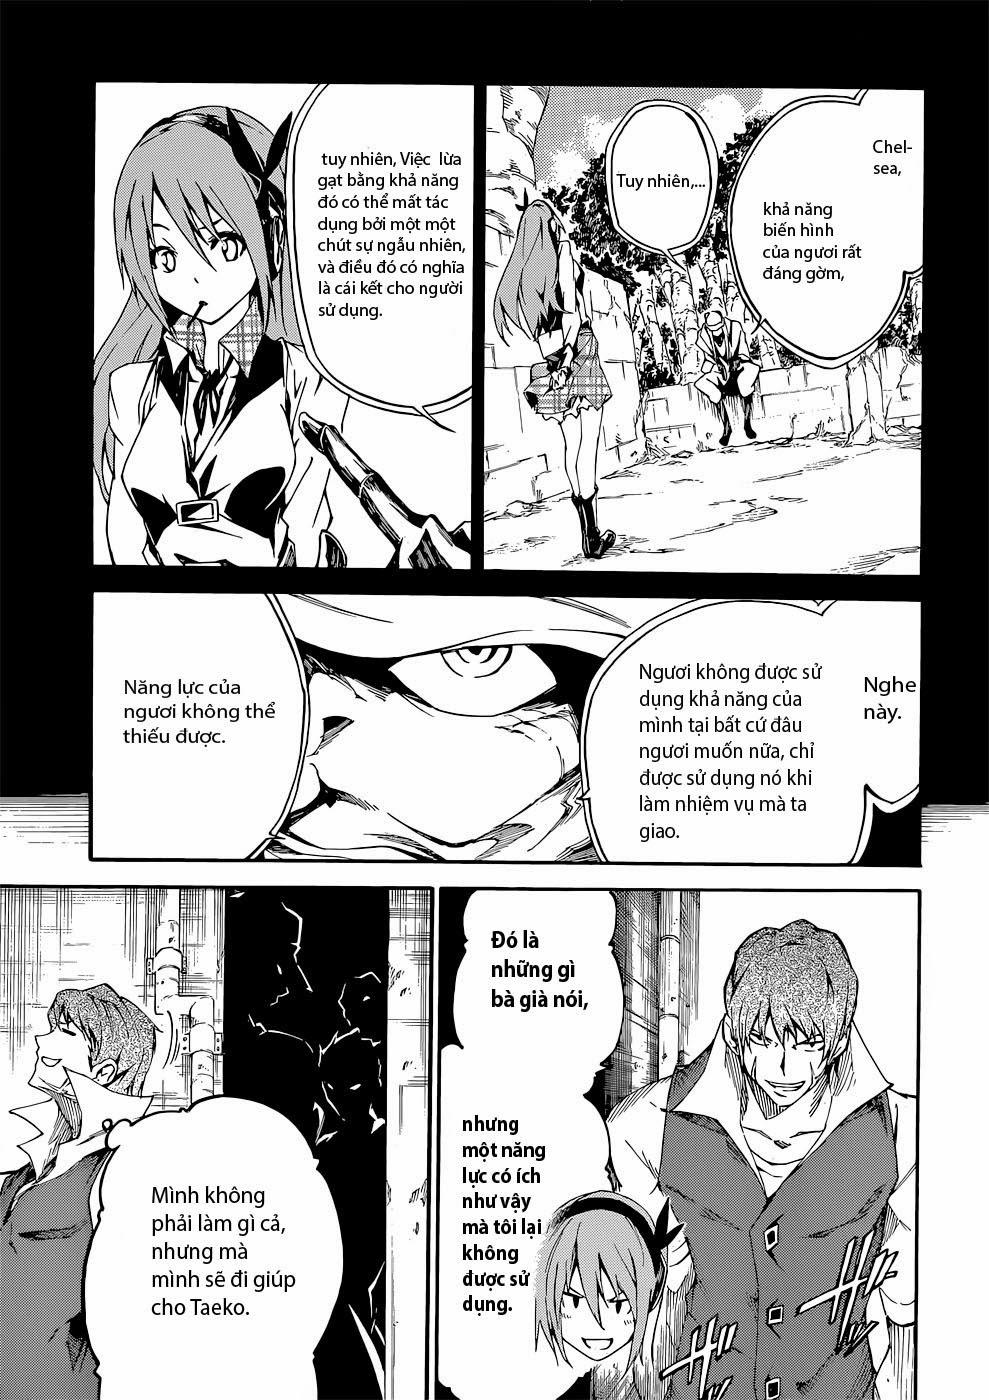 Chel-
sea,
khả năng
biến hình
của ngươi rất
đáng gờm,
Tuy nhiên,...
tuy nhiên, Việc lừa
gạt bằng khả năng
đó có thể mất tác
dụng bởi một một
chút sự ngẫu nhiên,
và điều đó có nghĩa
là cái kết cho người
sử dụng.
Nghe
này.
Ngươi không được sử
dụng khả năng của
mình tại bất cứ đâu
ngươi muốn nữa, chỉ
được sử dụng nó khi
làm nhiệm vụ mà ta
giao.
Năng lực của
ngươi không thể
thiếu được.
Đó là
những gì
bà già nói,
nhưng
một năng
lực có ích
như vậy
mà tôi lại
không
được sử
dụng.
Mình không
phải làm gì cả,
nhưng mà
mình sẽ đi giúp
cho Taeko.